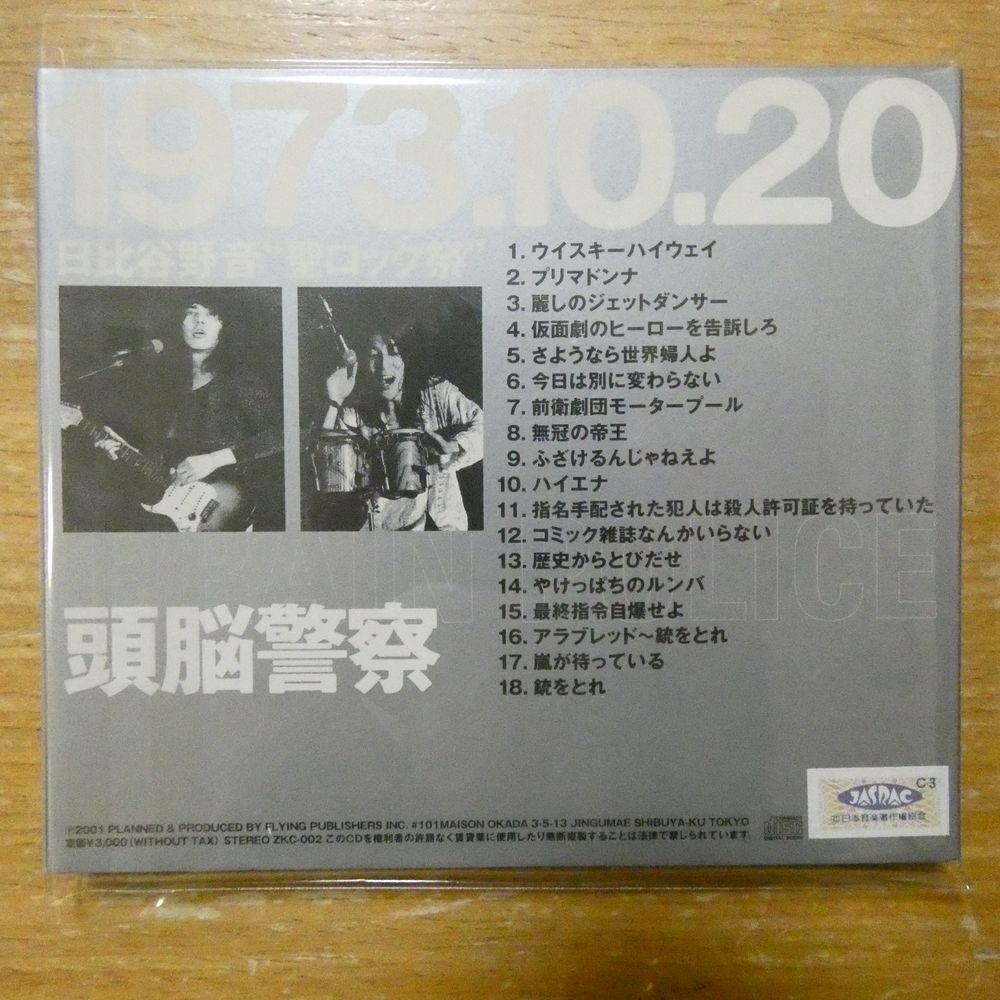 1973.10.20
日比谷野音“聖ロック祭”
1. ウイスキーハイウェイ
2. プリマドンナ
3. 麗しのジェットダンサー
4. 仮面劇のヒーローを告訴しろ
5. さようなら世界婦人よ
6. 今日は別に変わらない
7. 前衛劇団モータープール
8. 無冠の帝王
9. ふざけるんじゃねえよ
10. ハイエナ
11. 指名手配された犯人は殺人許可証を持っていた
12. コミック雑誌なんかいらない
13. 歴史からとびだせ
14. やけっぱちのルンバ
15. 最終指令自爆せよ
16. アラブレッド～銃をとれ
17. 嵐が待っている
18. 銃をとれ
頭脳警察
℗2001 PLANNED & PRODUCED BY FLYING PUBLISHERS INC. #101MAISON OKADA 3-5-13 JINGUMAE SHIBUYA-KU TOKYO
定価¥3,000(WITHOUT TAX) STEREO ZKC-002 このCDを権利者の許諾なく賃貸業に使用したり無断複製することは法律で禁じられています。
C3
JASRAC
日本音楽著作権協会